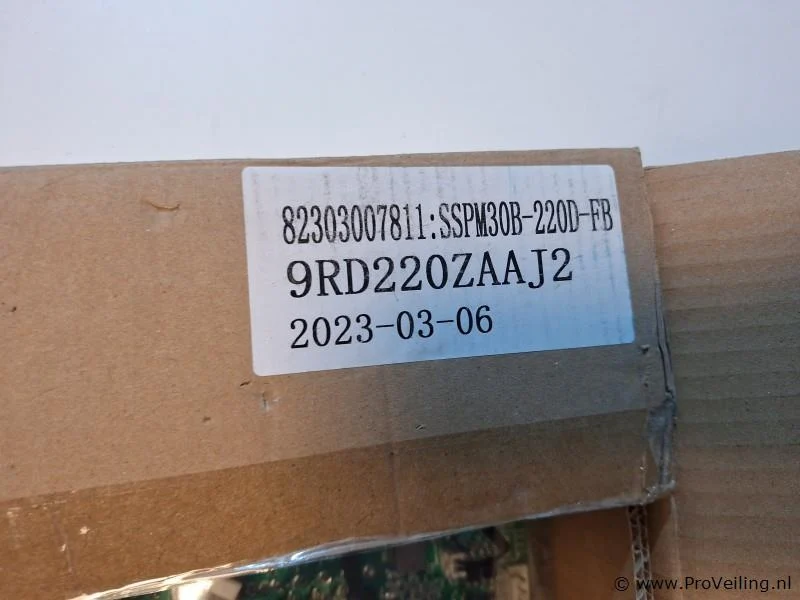 82303007811:SSPM30B-220D-FB
9RD220ZAAJ2
2023-03-06
© www.ProVeiling.nl